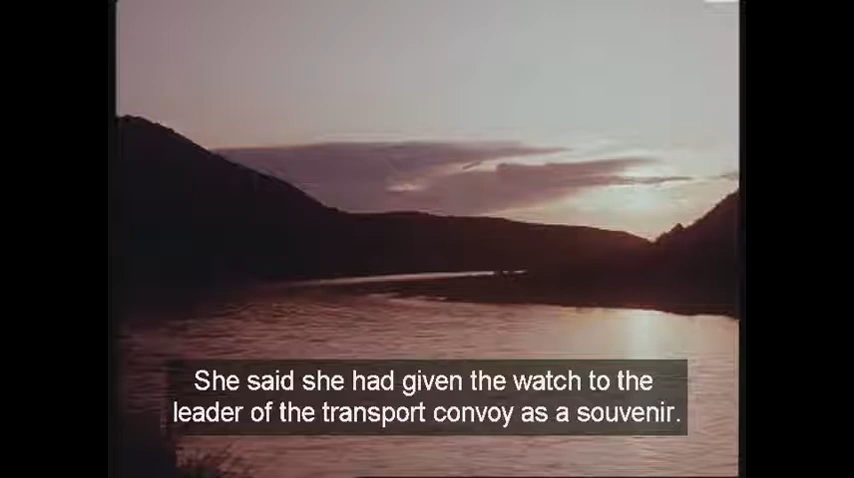 She said she had given the watch to the
leader of the transport convoy as a souvenir.